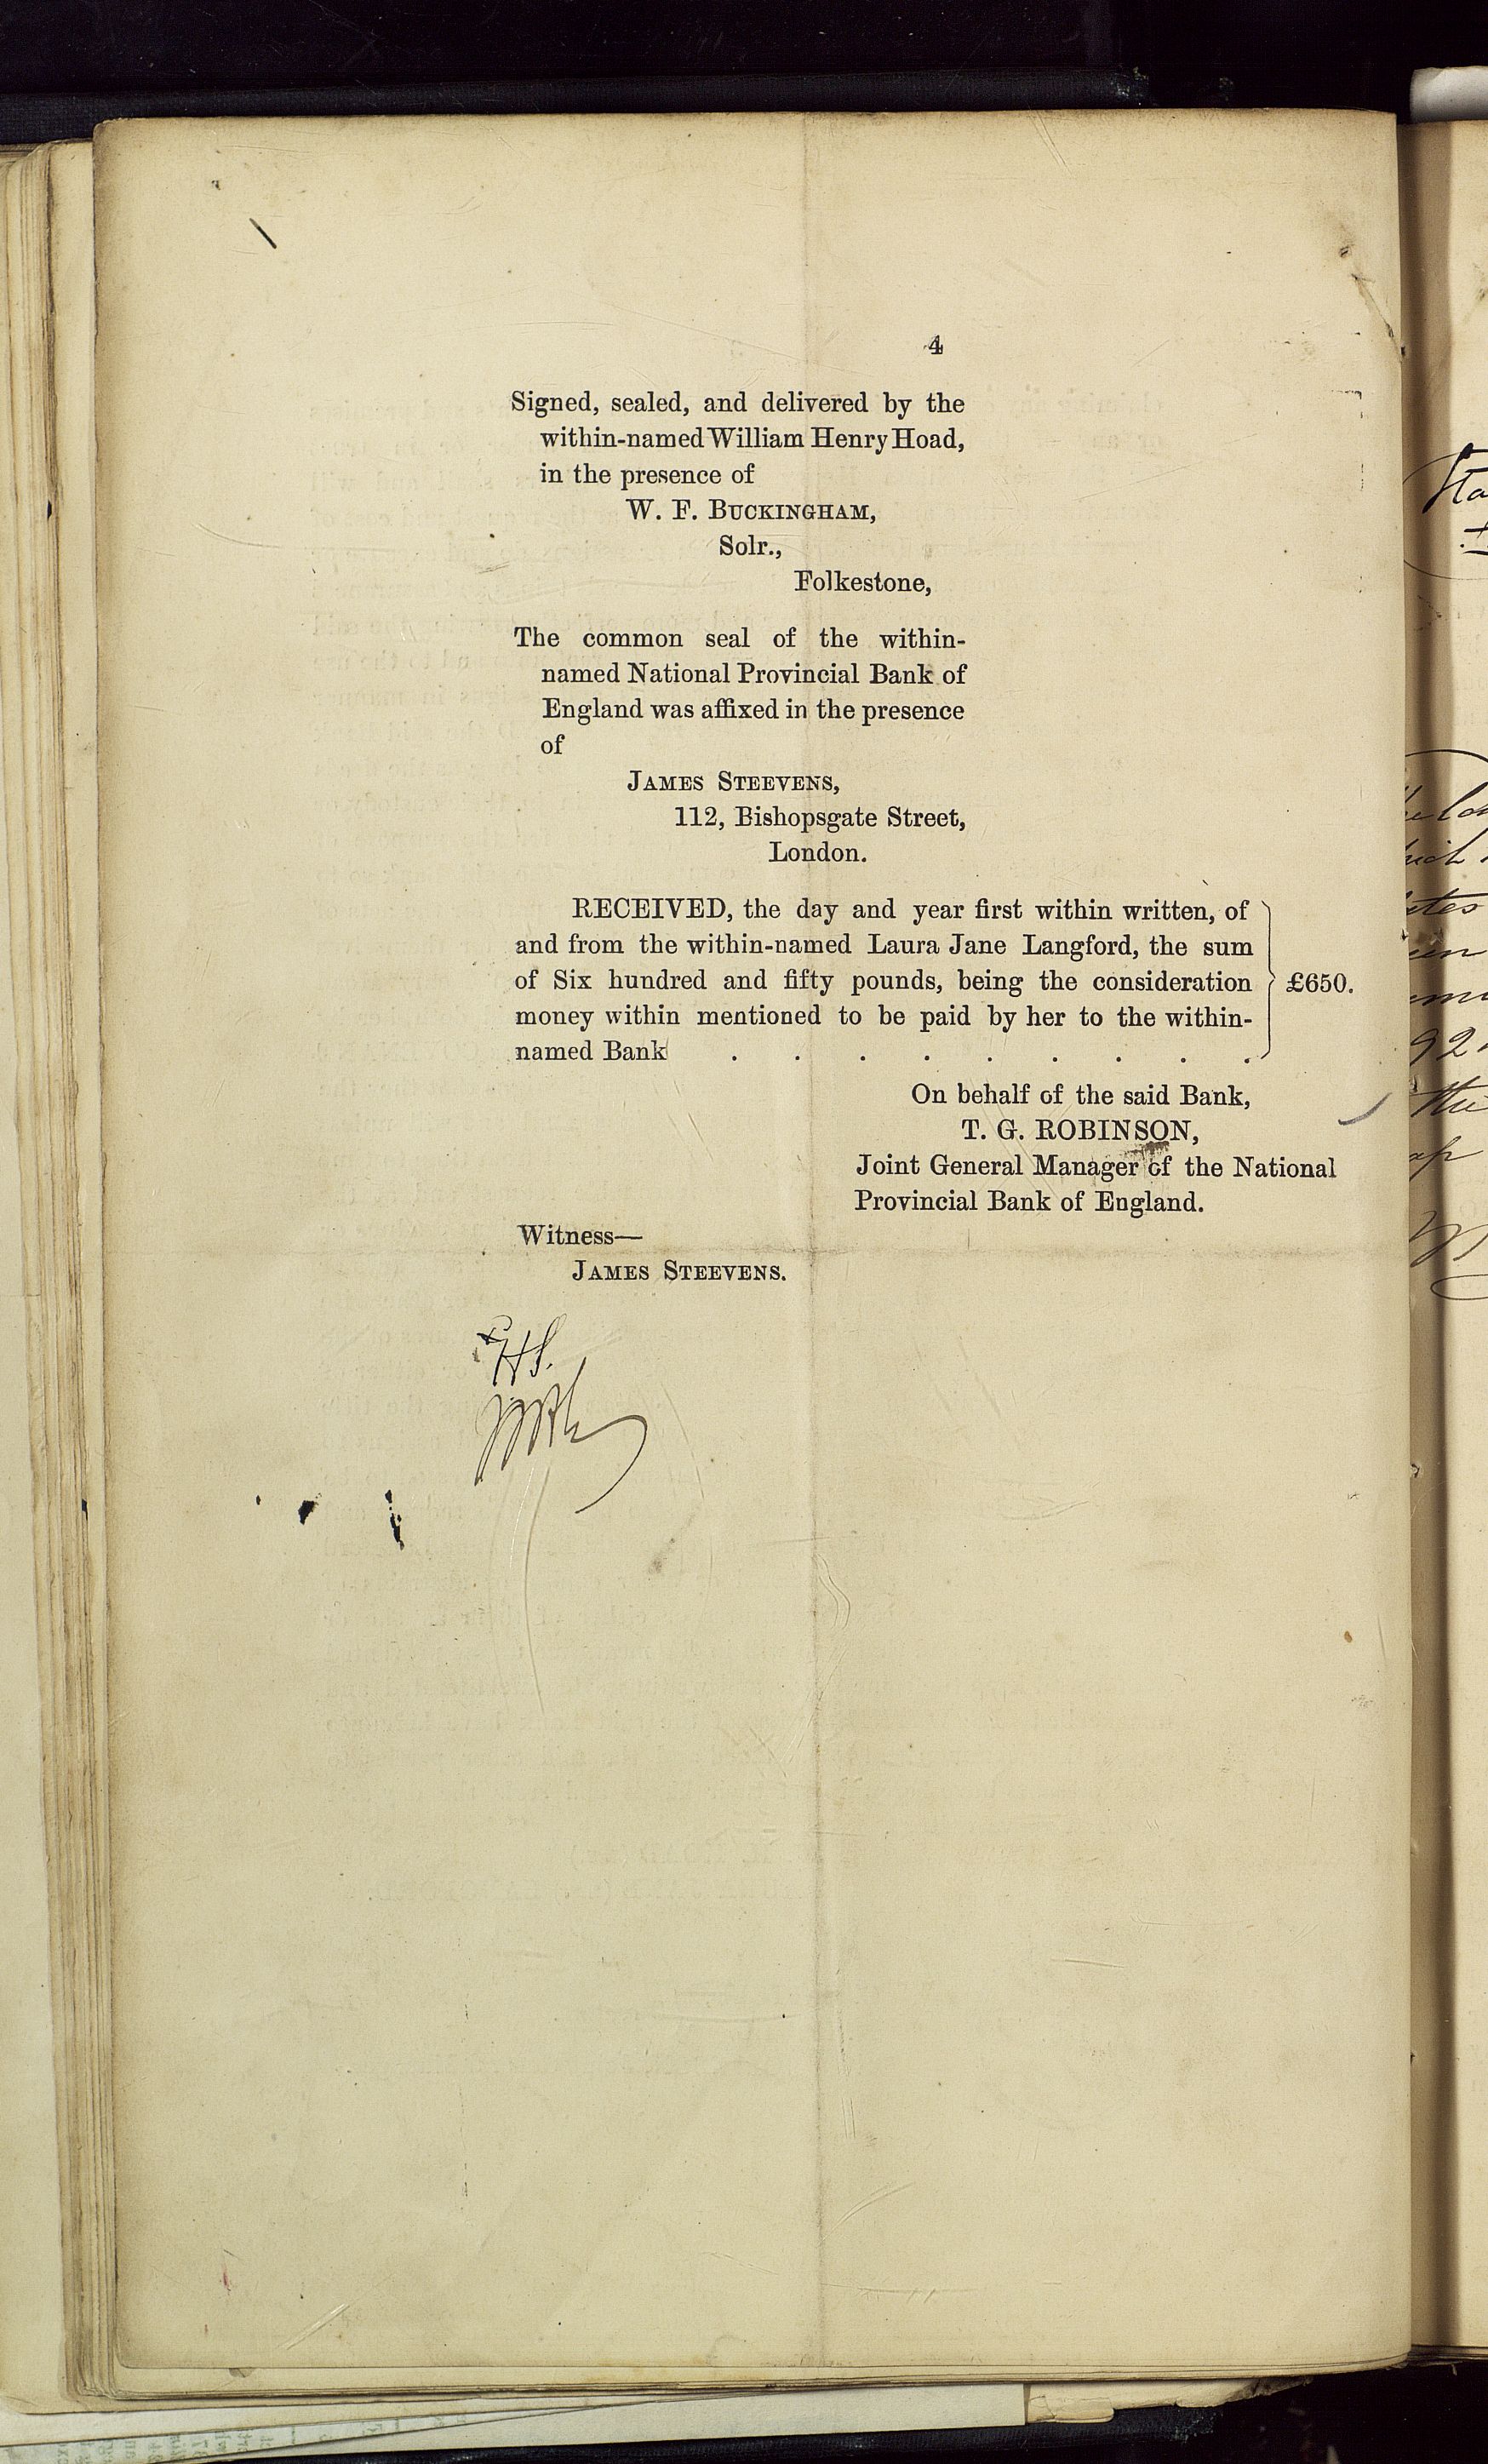 4
Signed, sealed, and delivered by the
within-named William Henry Hoad,
in the presence of
W. F. BUCKINGHAM,
Solr.,
Folkestone,
The common seal of the within-
named National Provincial Bank of
England was affixed in the presence
of
JAMES STEEVENS,
112, Bishopsgate Street,
London.
RECEIVED, the day and year first within written, of
and from the within-named Laura Jane Langford, the sum
of Six hundred and fifty pounds, being the consideration £650.
money within mentioned to be paid by her to the within-
named Bank . . . . . . . . .
On behalf of the said Bank,
T. G. ROBINSON,
Joint General Manager of the National
Provincial Bank of England.
Witness—
JAMES STEEVENS.